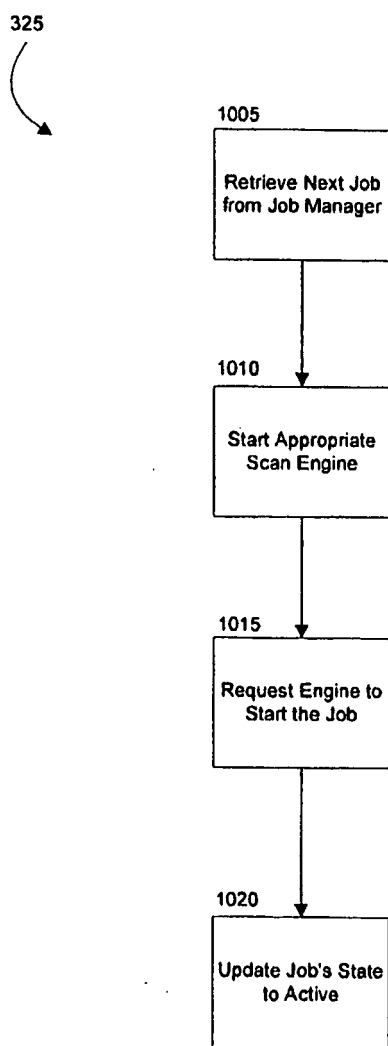 325
1005
Retrieve Next Job
from Job Manager
1010
Start Appropriate
Scan Engine
1015
Request Engine to
Start the Job
1020
Update Job's State
to Active